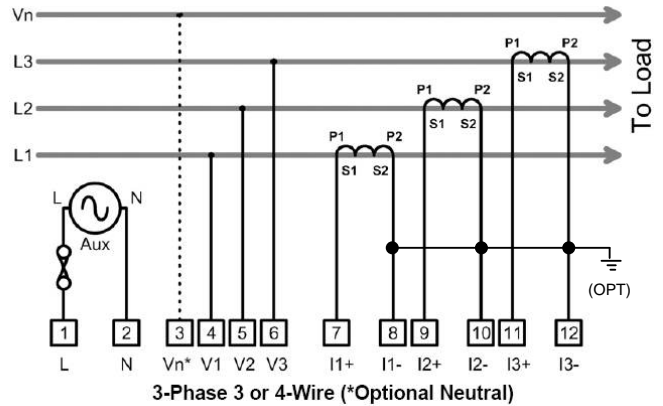 Vn
L3
L2
L1
P1 P2
S1 S2
P1 P2
S1 S2
P1 P2
S1 S2
To Load
L N
Aux
(OPT)
1 2 3 4 5 6 7 8 9 10 11 12
L N Vn* V1 V2 V3 I1+ I1- I2+ I2- I3+ I3-
3-Phase 3 or 4-Wire (*Optional Neutral)